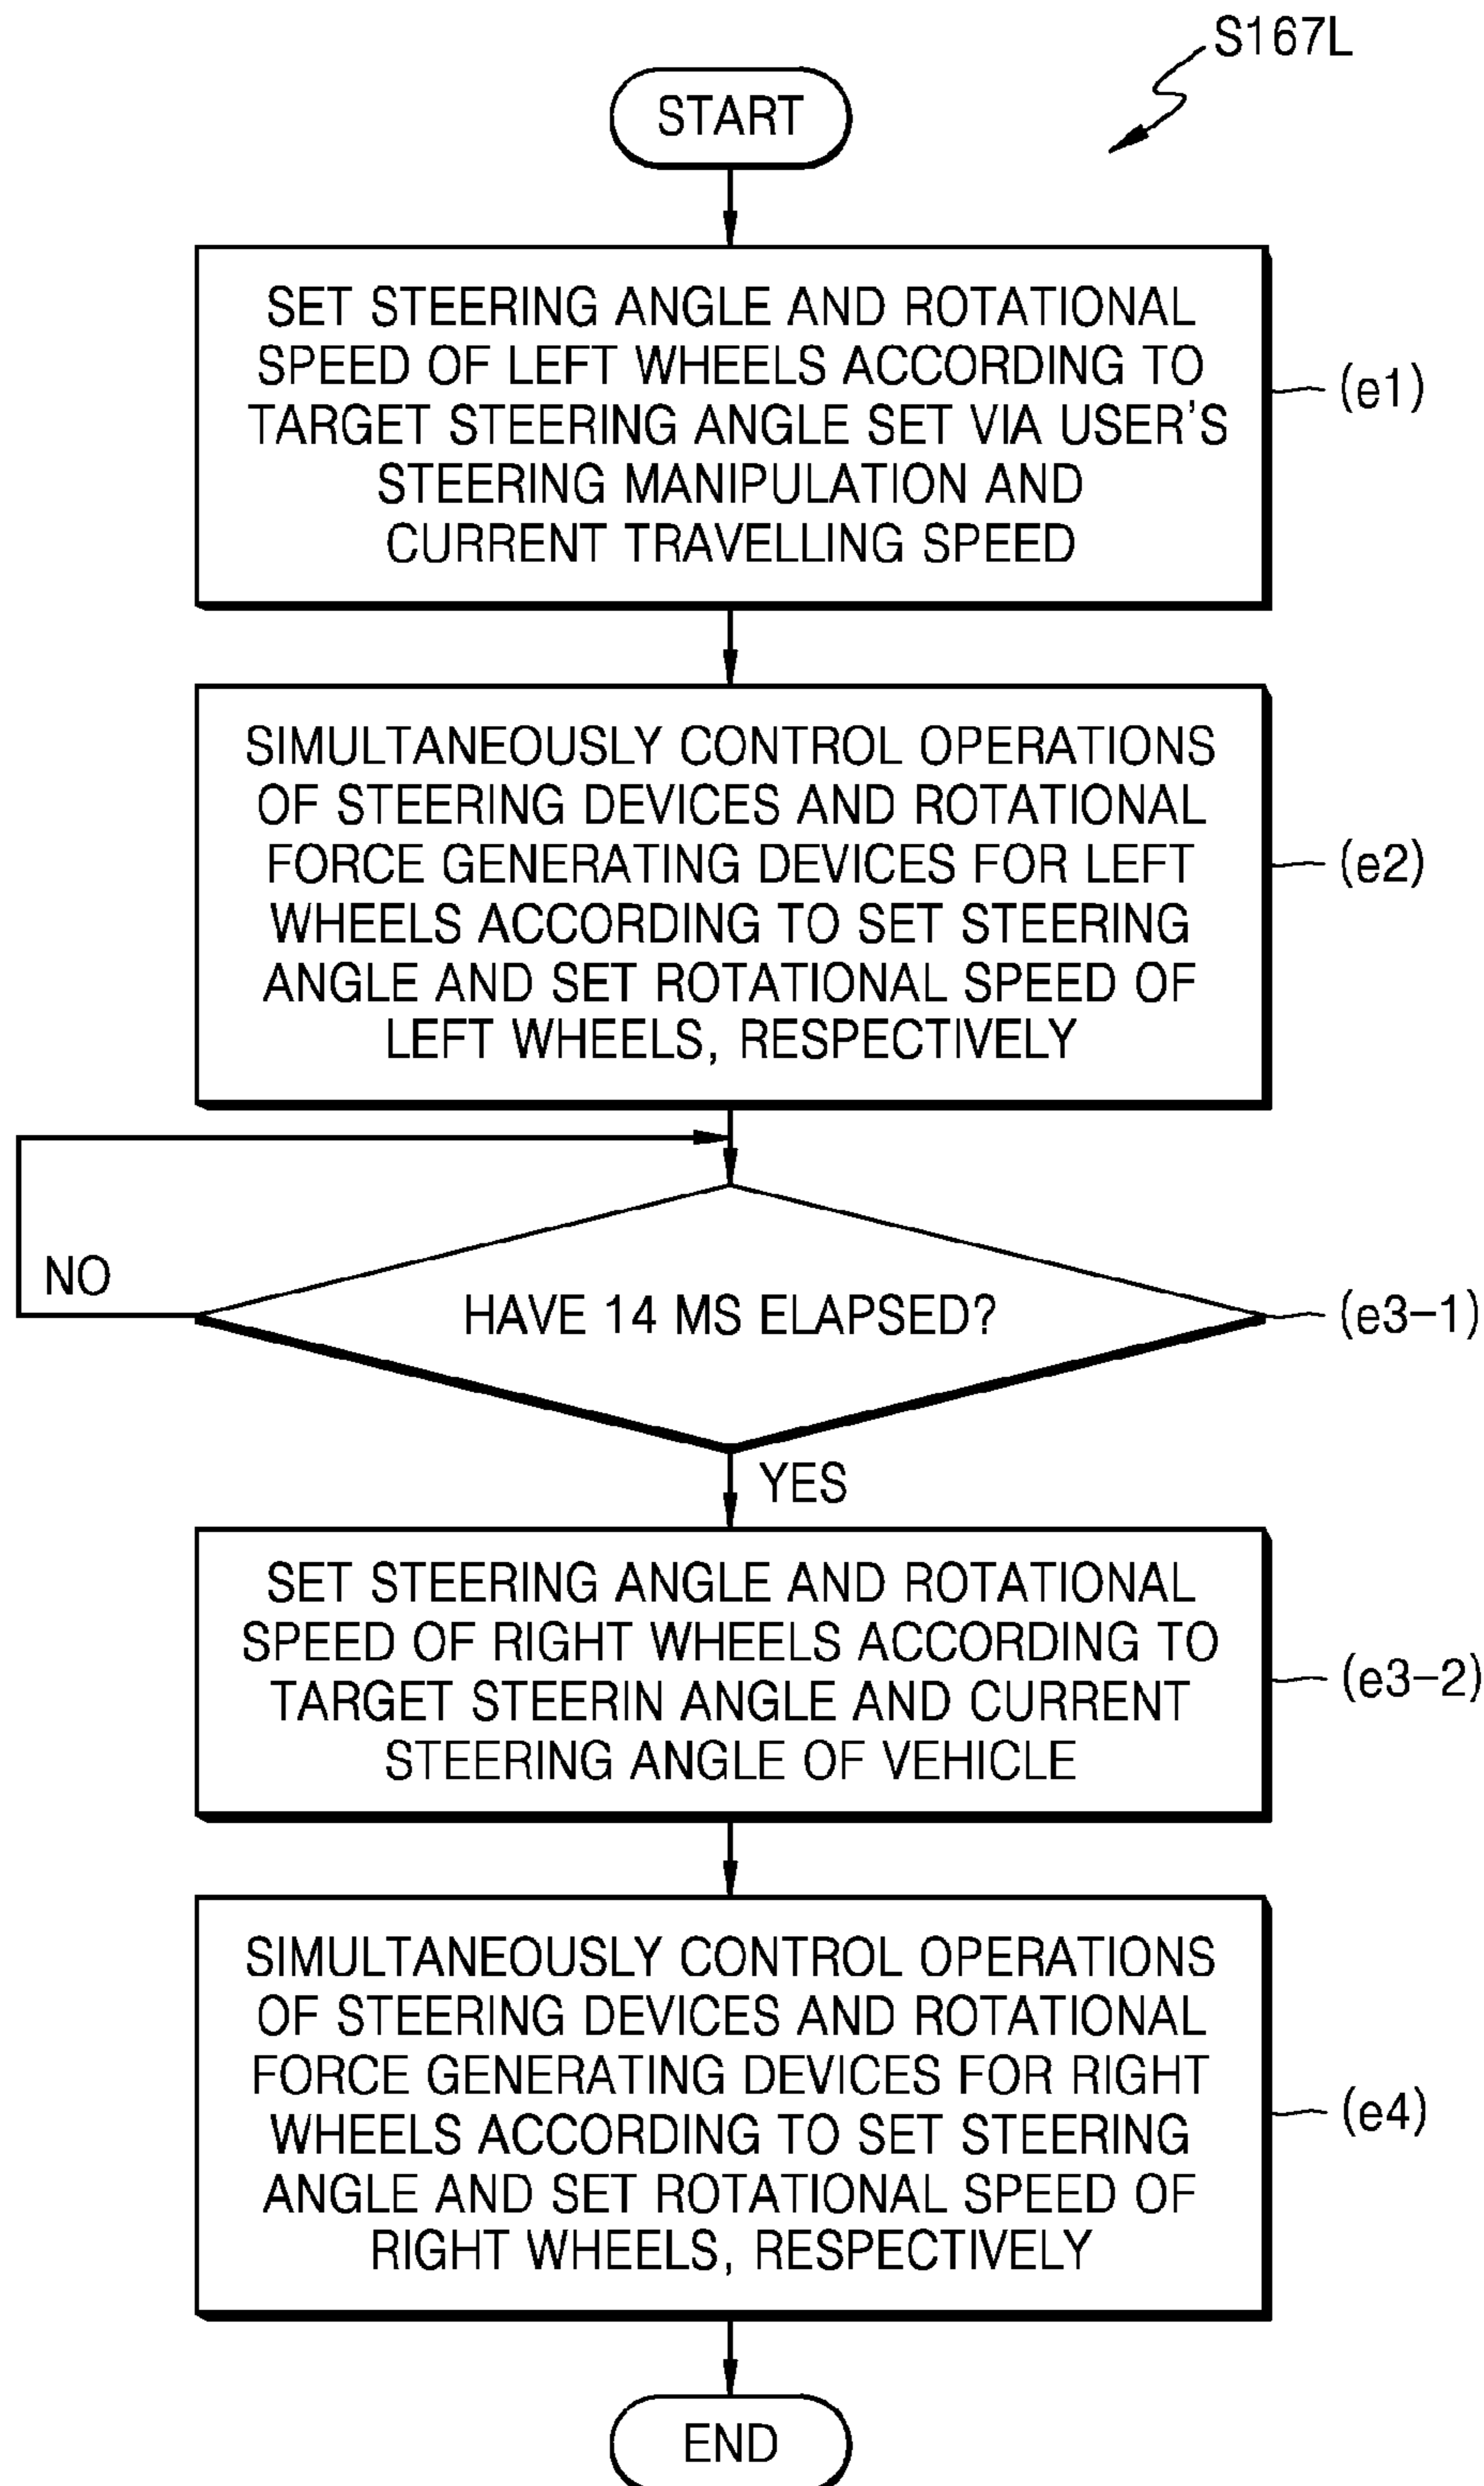 S167L
START
SET STEERING ANGLE AND ROTATIONAL
SPEED OF LEFT WHEELS ACCORDING TO
TARGET STEERING ANGLE SET VIA USER'S
STEERING MANIPULATION AND
CURRENT TRAVELLING SPEED
(e1)
SIMULTANEOUSLY CONTROL OPERATIONS
OF STEERING DEVICES AND ROTATIONAL
FORCE GENERATING DEVICES FOR LEFT
WHEELS ACCORDING TO SET STEERING
ANGLE AND SET ROTATIONAL SPEED OF
LEFT WHEELS, RESPECTIVELY
(e2)
NO
HAVE 14 MS ELAPSED?
(e3-1)
YES
SET STEERING ANGLE AND ROTATIONAL
SPEED OF RIGHT WHEELS ACCORDING TO
TARGET STEERIN ANGLE AND CURRENT
STEERING ANGLE OF VEHICLE
(e3-2)
SIMULTANEOUSLY CONTROL OPERATIONS
OF STEERING DEVICES AND ROTATIONAL
FORCE GENERATING DEVICES FOR RIGHT
WHEELS ACCORDING TO SET STEERING
ANGLE AND SET ROTATIONAL SPEED OF
RIGHT WHEELS, RESPECTIVELY
(e4)
END